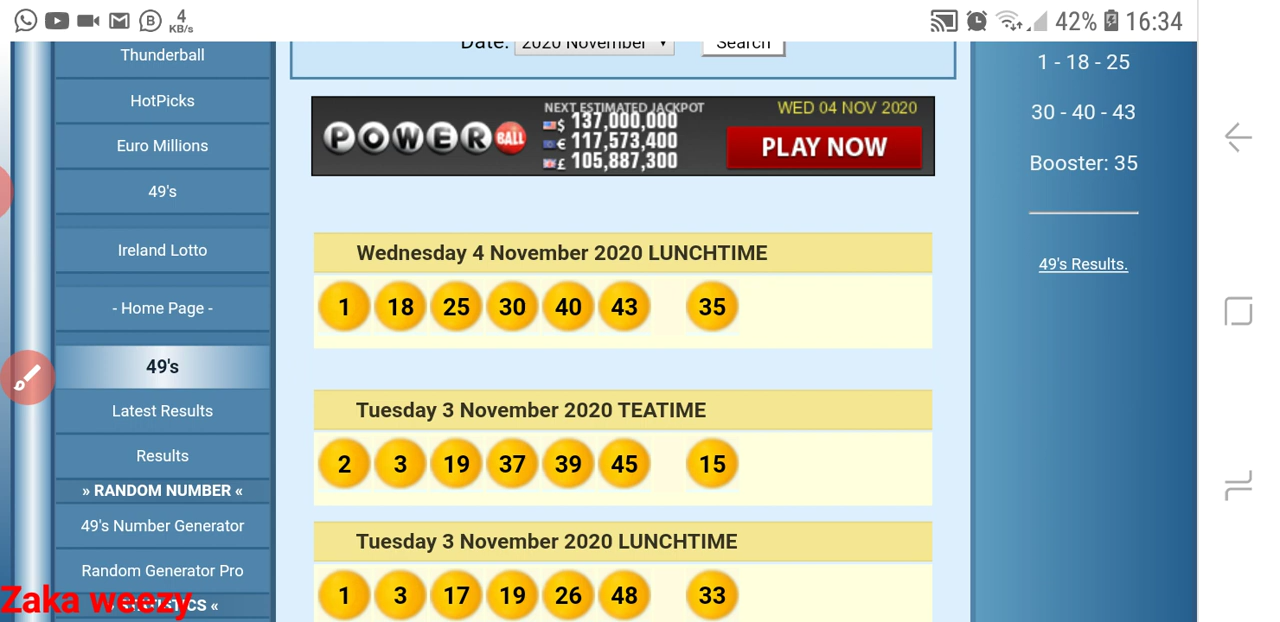 4
KB/s
42% 16:34
Thunderball
HotPicks
Euro Millions
49's
Ireland Lotto
- Home Page -
49's
Latest Results
Results
» RANDOM NUMBER «
49's Number Generator
Random Generator Pro
Zaka weezy
Date: 2020 November Search
POWER BALL
NEXT ESTIMATED JACKPOT
$ 137,000,000
€ 117,573,400
£ 105,887,300
WED 04 NOV 2020
PLAY NOW
Wednesday 4 November 2020 LUNCHTIME
1 18 25 30 40 43 35
Tuesday 3 November 2020 TEATIME
2 3 19 37 39 45 15
Tuesday 3 November 2020 LUNCHTIME
1 3 17 19 26 48 33
1 - 18 - 25
30 - 40 - 43
Booster: 35
49's Results.